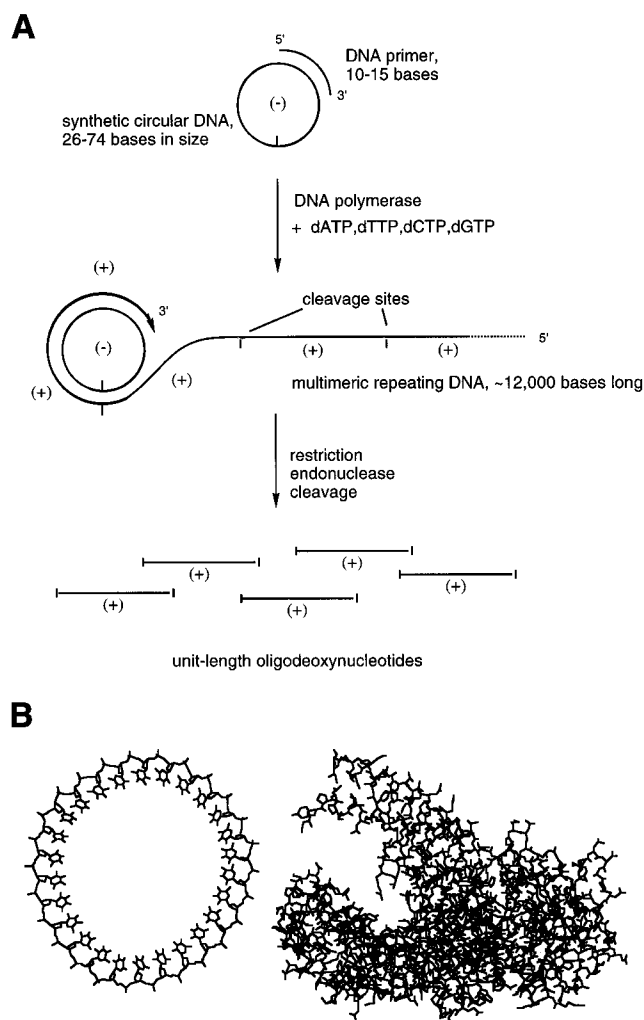 A
5'
DNA primer,
10-15 bases
3'
(-)
synthetic circular DNA,
26-74 bases in size
DNA polymerase
+ dATP,dTTP,dCTP,dGTP
(+)
cleavage sites
3'
(-)
5'
(+)
(+)
(+)
(+)
multimeric repeating DNA, ~12,000 bases long
restriction
endonuclease
cleavage
(+)
(+)
(+)
(+)
(+)
unit-length oligodeoxynucleotides
B